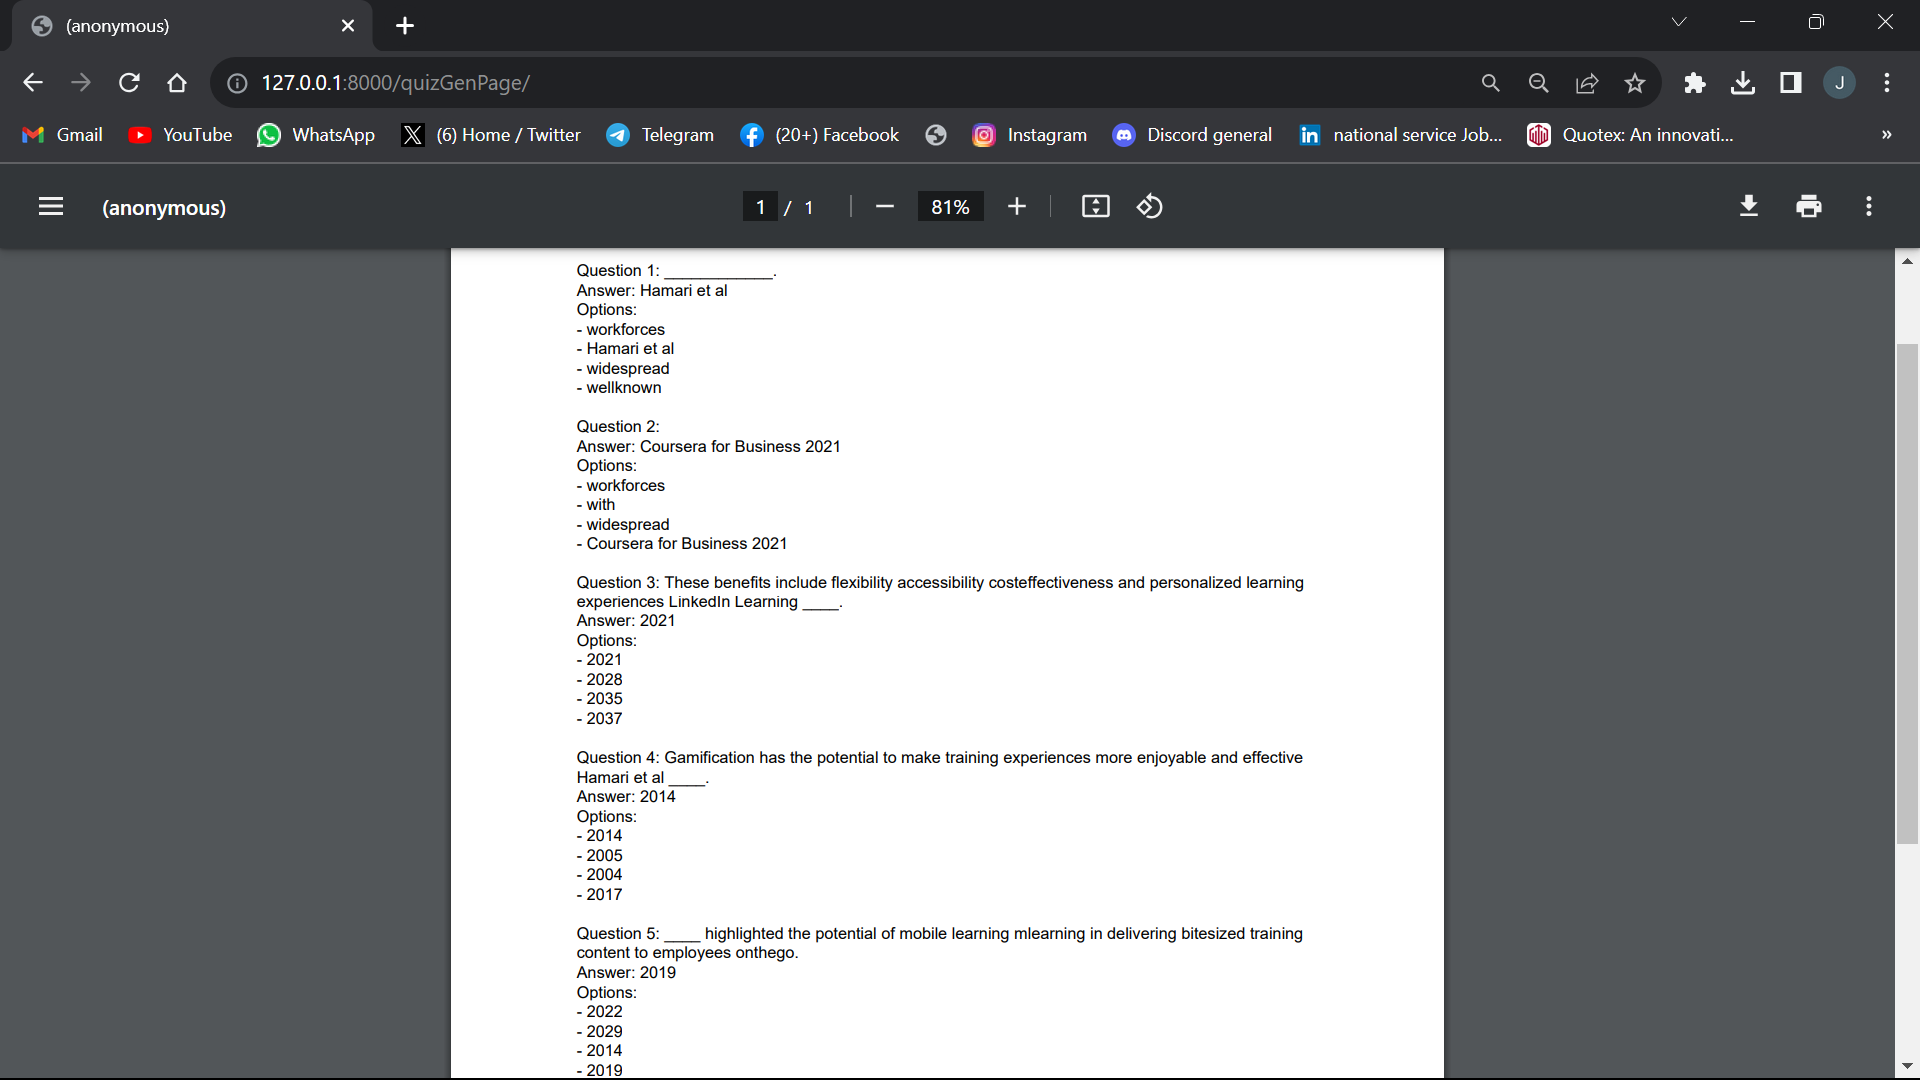 (anonymous)
127.0.0.1:8000/quizGenPage/
J
Gmail
YouTube
WhatsApp
(6) Home / Twitter
Telegram
(20+) Facebook
Instagram
Discord general
national service Job...
Quotex: An innovati...
»
(anonymous)
1 / 1
81%
Question 1: ____________.
Answer: Hamari et al
Options:
- workforces
- Hamari et al
- widespread
- wellknown
Question 2:
Answer: Coursera for Business 2021
Options:
- workforces
- with
- widespread
- Coursera for Business 2021
Question 3: These benefits include flexibility accessibility costeffectiveness and personalized learning
experiences LinkedIn Learning ____.
Answer: 2021
Options:
- 2021
- 2028
- 2035
- 2037
Question 4: Gamification has the potential to make training experiences more enjoyable and effective
Hamari et al ____.
Answer: 2014
Options:
- 2014
- 2005
- 2004
- 2017
Question 5: ____ highlighted the potential of mobile learning mlearning in delivering bitesized training
content to employees onthego.
Answer: 2019
Options:
- 2022
- 2029
- 2014
- 2019